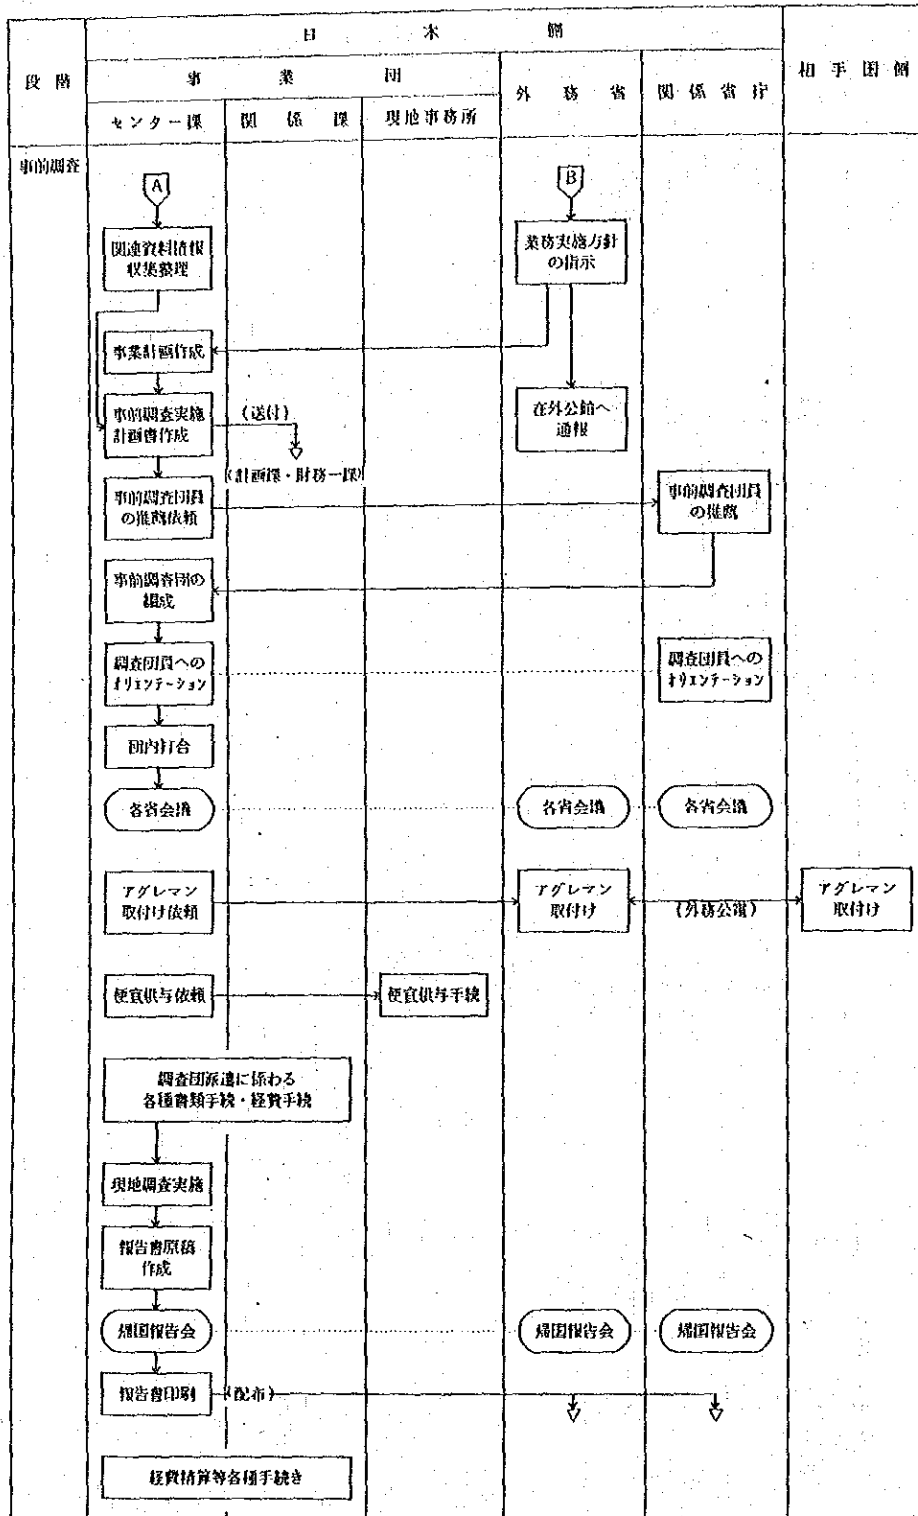 日本側
段階
事業団
外務省
関係省庁
相手国側
センター課
関係課
現地事務所
事前調査
A
B
関連資料情報
収集整理
業務実施方針
の指示
事業計画作成
事前調査実施
計画書作成
(送付)
(計画課・財務一課)
在外公館へ
通報
事前調査団員
の推薦依頼
事前調査団員
の推薦
事前調査団の
編成
調査団員への
オリエンテーション
調査団員への
オリエンテーション
国内打合
各省会議
各省会議
各省会議
アグレマン
取付け依頼
アグレマン
取付け
(外務公電)
アグレマン
取付け
便宜供与依頼
便宜供与手続
調査団派遣に係わる
各種書類手続・経費手続
現地調査実施
報告書原稿
作成
帰国報告会
帰国報告会
帰国報告会
報告書印刷
(配布)
経費精算等各種手続き